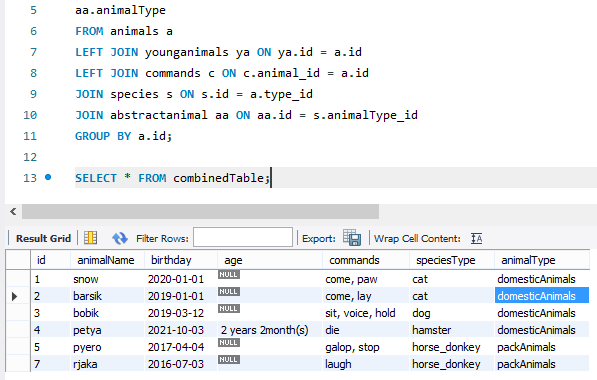 5 aa.animalType
6 FROM animals a
7 LEFT JOIN younganimals ya ON ya.id = a.id
8 LEFT JOIN commands c ON c.animal_id = a.id
9 JOIN species s ON s.id = a.type_id
10 JOIN abstractanimal aa ON aa.id = s.animalType_id
11 GROUP BY a.id;
12
13 SELECT * FROM combinedTable;
Result Grid Filter Rows: Export: Wrap Cell Content: IA
id animalName birthday age commands speciesType animalType
1 snow 2020-01-01 NULL come, paw cat domesticAnimals
2 barsik 2019-01-01 NULL come, lay cat domesticAnimals
3 bobik 2019-03-12 NULL sit, voice, hold dog domesticAnimals
4 petya 2021-10-03 2 years 2month(s) die hamster domesticAnimals
5 pyero 2017-04-04 NULL galop, stop horse_donkey packAnimals
7 rjaka 2016-07-03 NULL laugh horse_donkey packAnimals